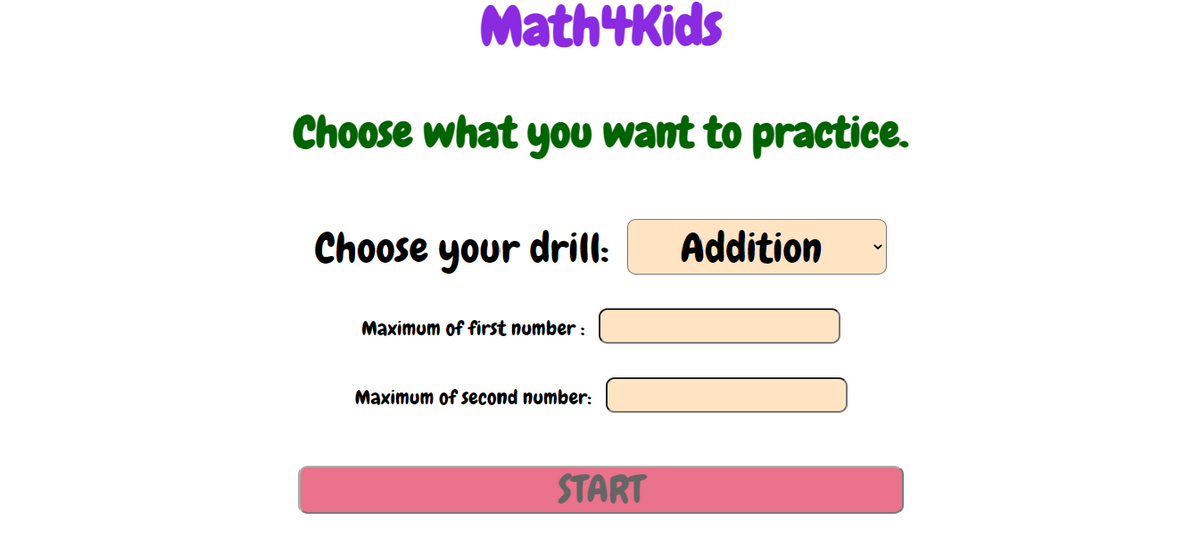 Math4Kids
Choose what you want to practice.
Choose your drill: Addition
Maximum of first number :
Maximum of second number:
START